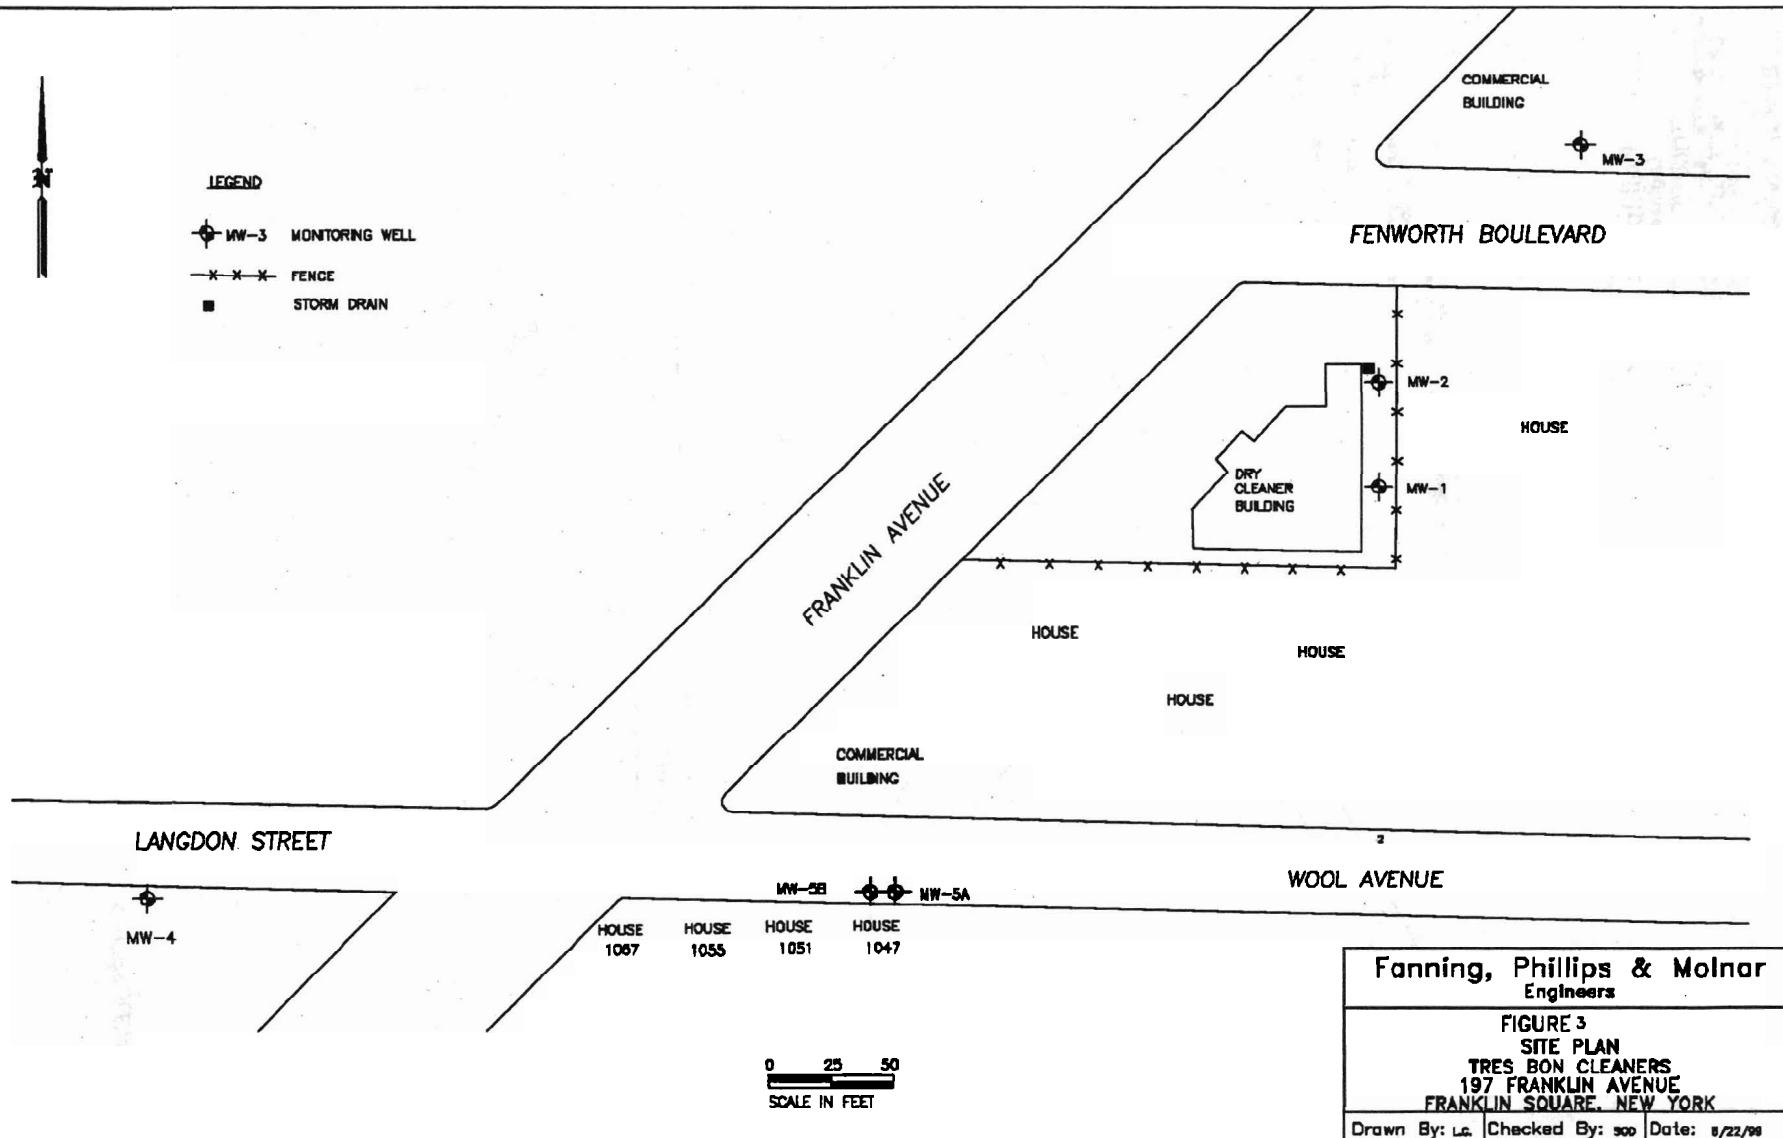 COMMERCIAL
BUILDING
MW-3
N
LEGEND
MW-3 MONITORING WELL
FENCE
STORM DRAIN
FENWORTH BOULEVARD
MW-2
HOUSE
DRY
CLEANER
BUILDING
MW-1
FRANKLIN AVENUE
HOUSE
HOUSE
HOUSE
COMMERCIAL
BUILDING
LANGDON STREET
2
WOOL AVENUE
MW-5B
MW-5A
MW-4
HOUSE
1067
HOUSE
1055
HOUSE
1051
HOUSE
1047
0 25 50
SCALE IN FEET
Fanning, Phillips & Molnar
Engineers
FIGURE 3
SITE PLAN
TRES BON CLEANERS
197 FRANKLIN AVENUE
FRANKLIN SQUARE, NEW YORK
Drawn By: L.C. Checked By: Date: